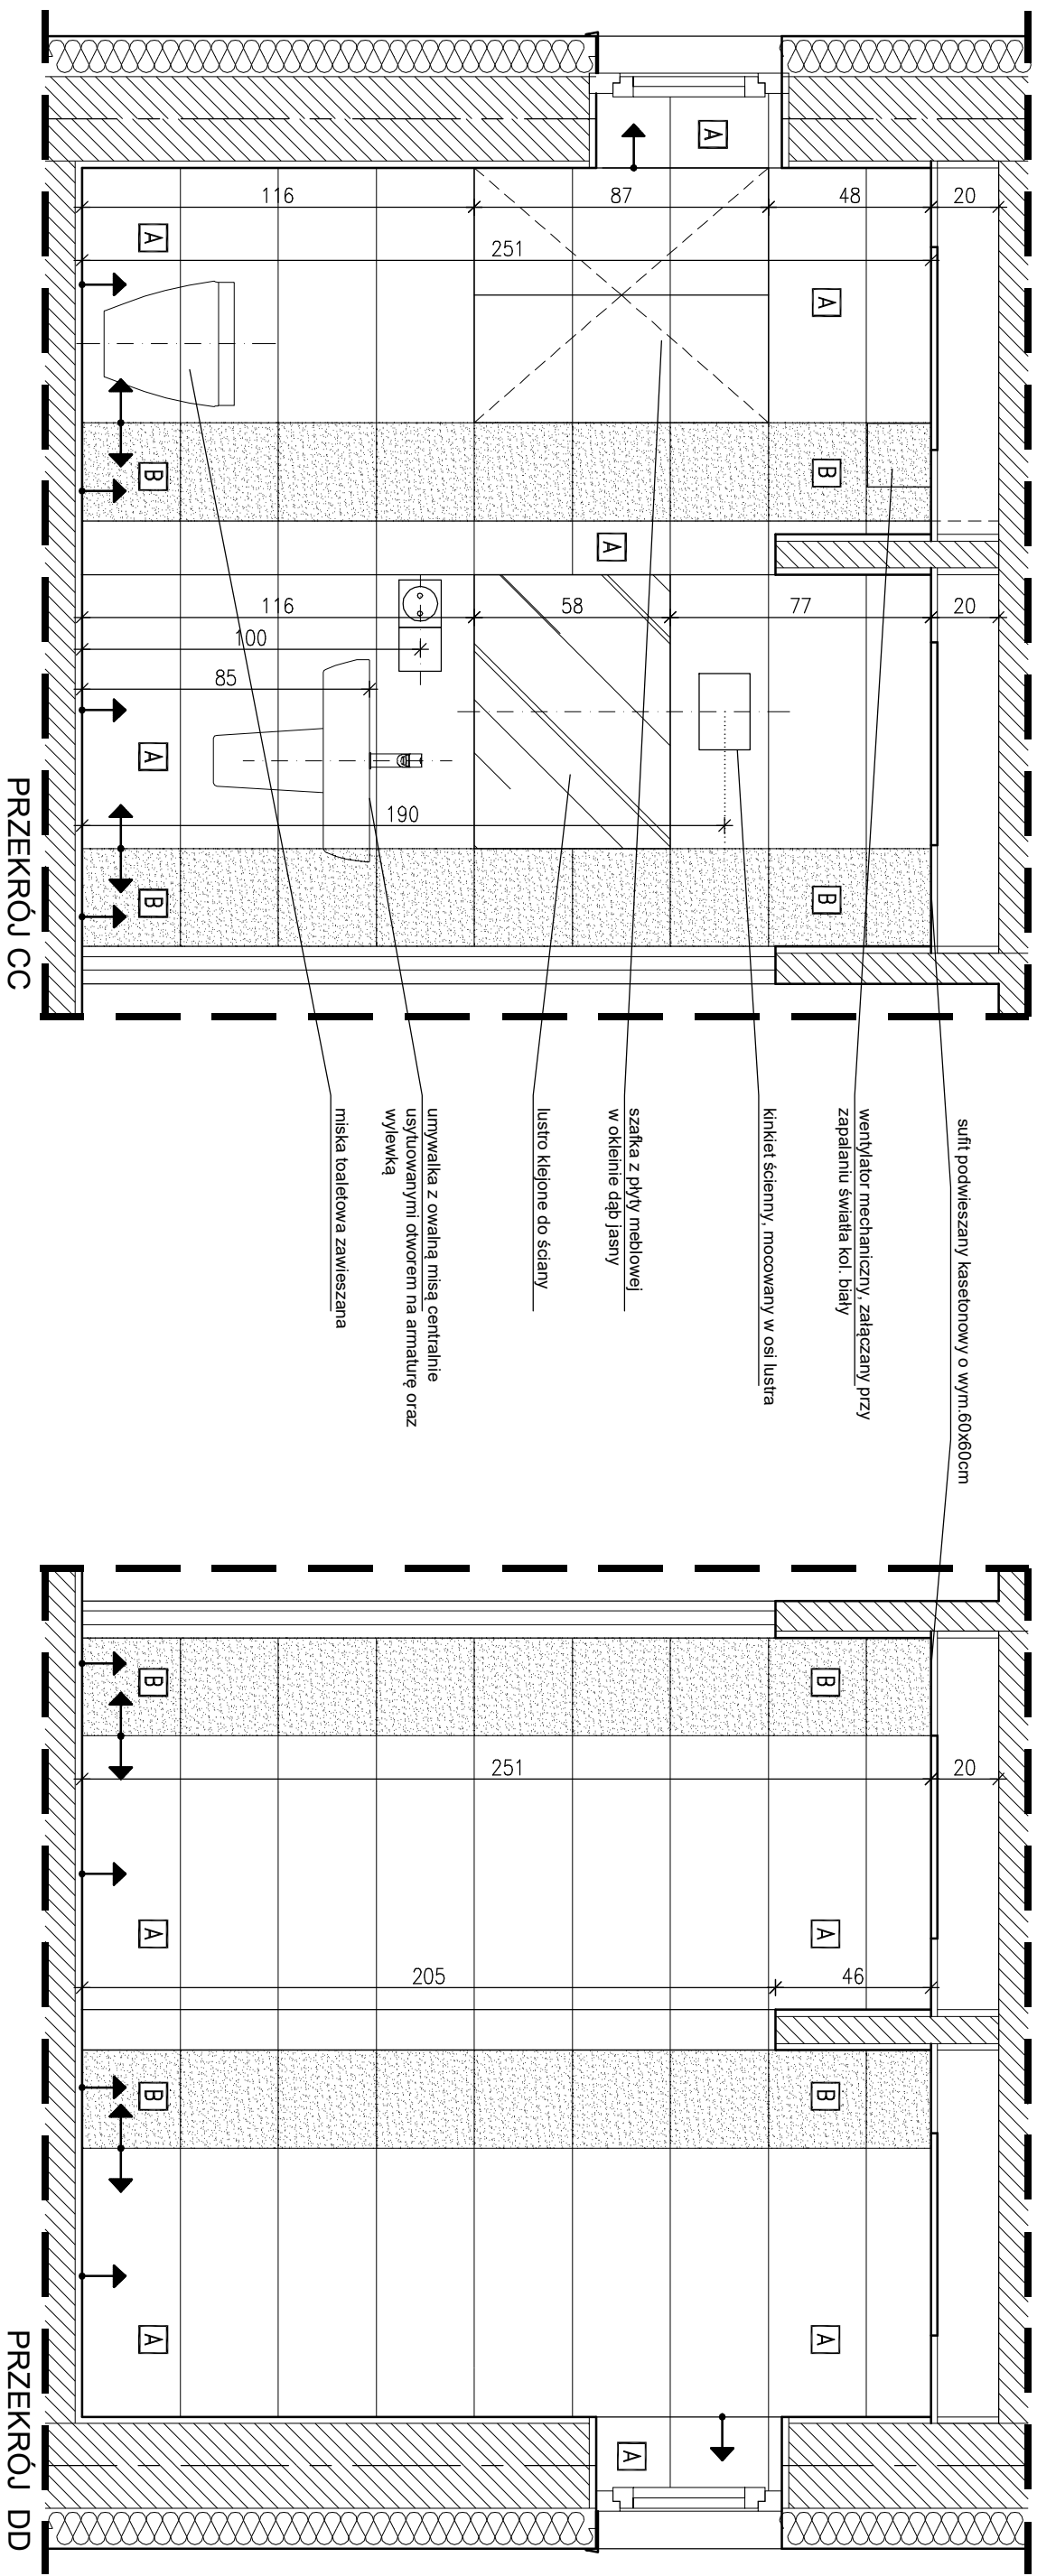 sufit podwieszany kasetonowy o wym.60x60cm
wentylator mechaniczny, załączany przy
zapalaniu światła kol. biały
kinkiet ścienny, mocowany w osi lustra
szafka z płyty meblowej
w okleinie dąb jasny
lustro klejone do ściany
umywalka z owalną misą centralnie
usytuowanymi otworem na armaturę oraz
wylewką
miska toaletowa zawieszana
20
48
87
116
251
A
A
A
B
B
A
20
77
58
116
100
85
190
A
B
B
PRZEKRÓJ CC
B
B
20
251
A
A
46
205
B
B
A
A
A
PRZEKRÓJ DD